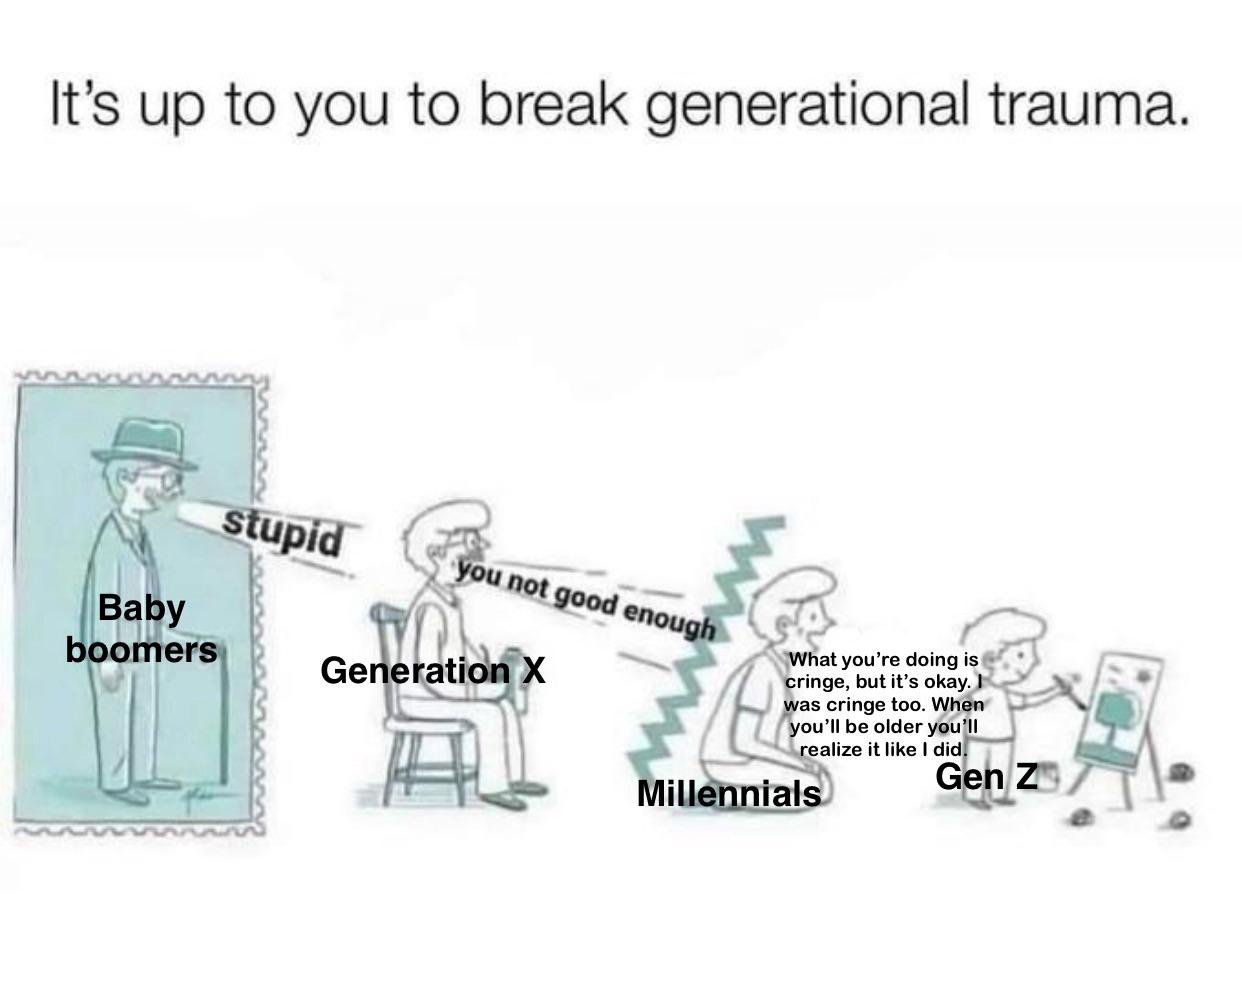 It's up to you to break generational trauma.
stupid
you not good enough
What you're doing is
cringe, but it's okay. I
was cringe too. When
you'll be older you'll
realize it like I did.
Baby
boomers
Generation X
Millennials
Gen Z